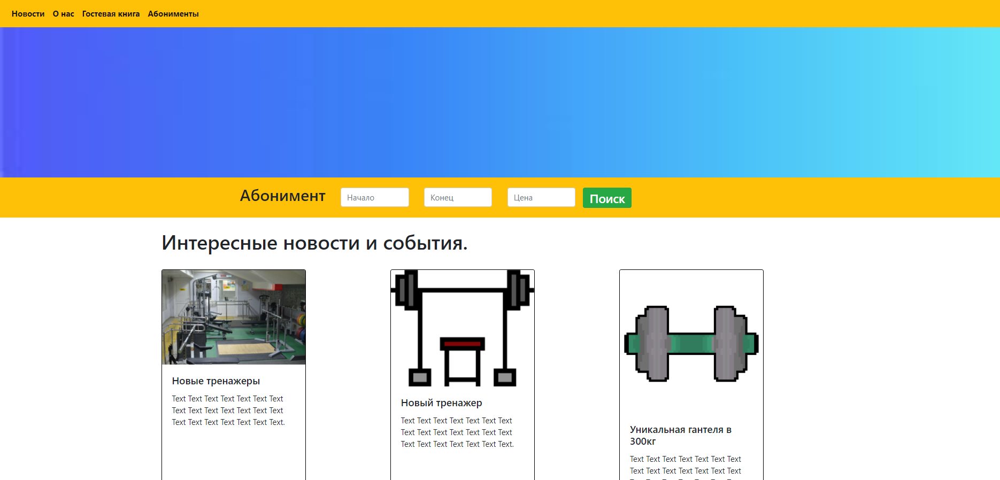 Новости О нас Гостевая книга Абонименты
Абонимент Начало Конец Цена Поиск
Интересные новости и события.
Новые тренажеры
Text Text Text Text Text Text Text
Text Text Text Text Text Text Text
Text Text Text Text Text Text Text.
Новый тренажер
Text Text Text Text Text Text Text
Text Text Text Text Text Text Text
Text Text Text Text Text Text Text.
Уникальная гантеля в
300кг
Text Text Text Text Text Text Text
Text Text Text Text Text Text Text